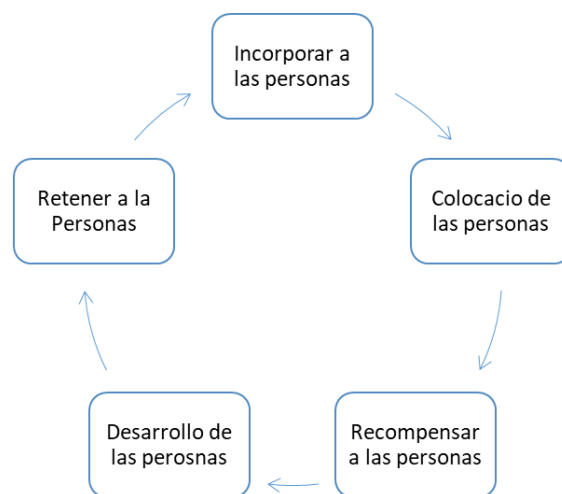 Incorporar a
las personas
Colocacio de
las personas
Recompensar
a las personas
Desarrollo de
las perosnas
Retener a la
Personas